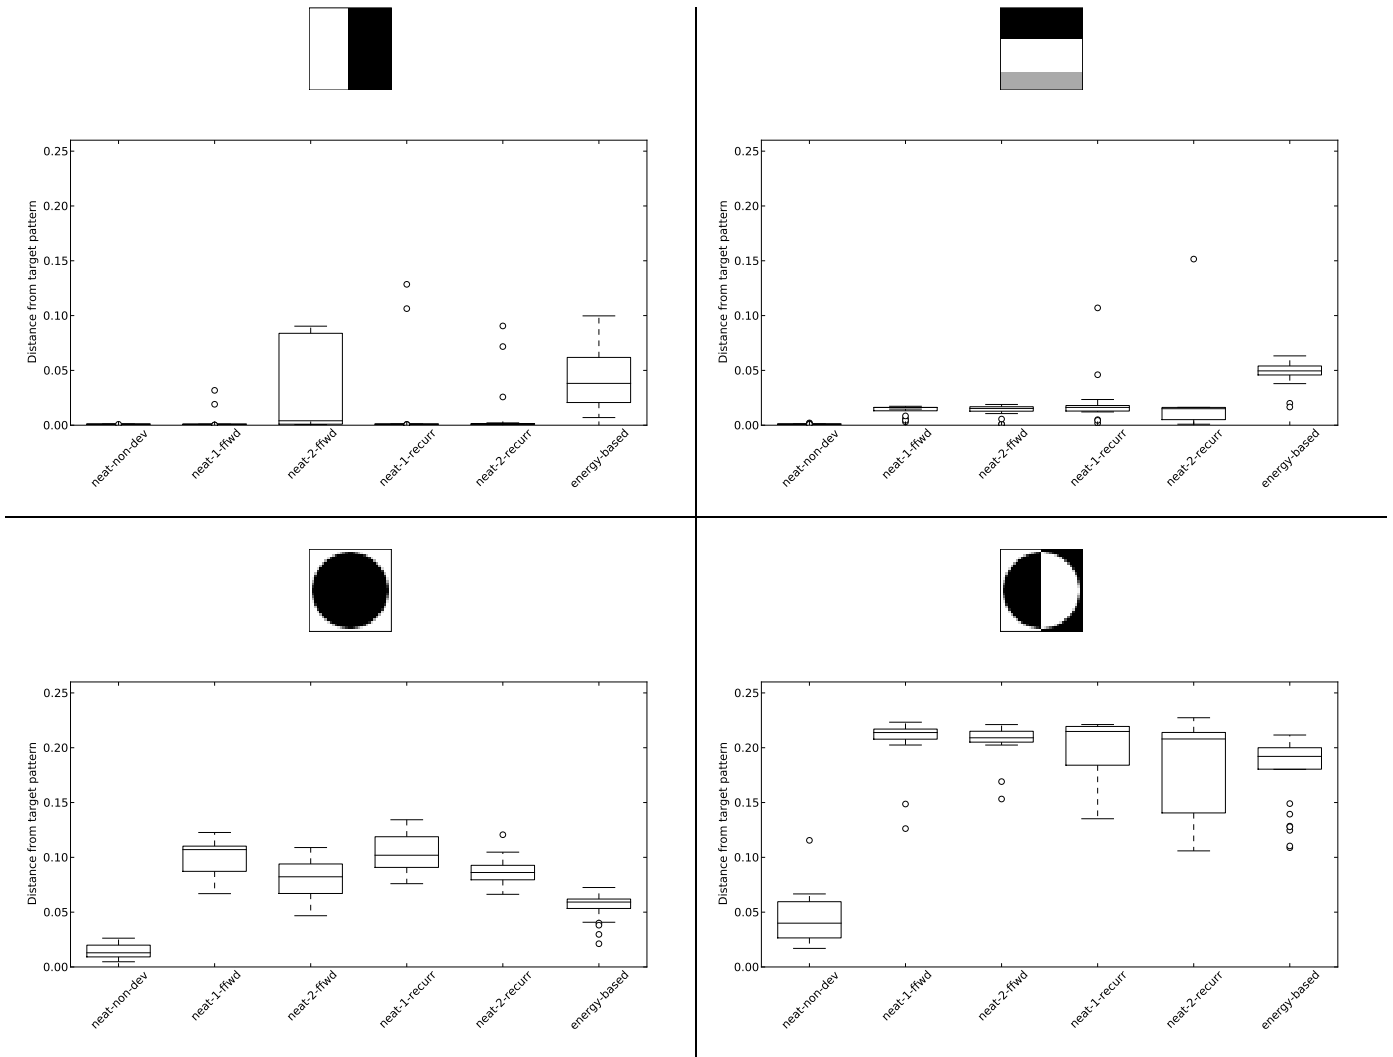 0.25
0.20
0.15
0.10
0.05
0.00
Distance from target pattern
neat-non-dev
neat-1-ffwd
neat-2-ffwd
neat-1-recurr
neat-2-recurr
energy-based
0.25
0.20
0.15
0.10
0.05
0.00
Distance from target pattern
neat-non-dev
neat-1-ffwd
neat-2-ffwd
neat-1-recurr
neat-2-recurr
energy-based
0.25
0.20
0.15
0.10
0.05
0.00
Distance from target pattern
neat-non-dev
neat-1-ffwd
neat-2-ffwd
neat-1-recurr
neat-2-recurr
energy-based
0.25
0.20
0.15
0.10
0.05
0.00
Distance from target pattern
neat-non-dev
neat-1-ffwd
neat-2-ffwd
neat-1-recurr
neat-2-recurr
energy-based